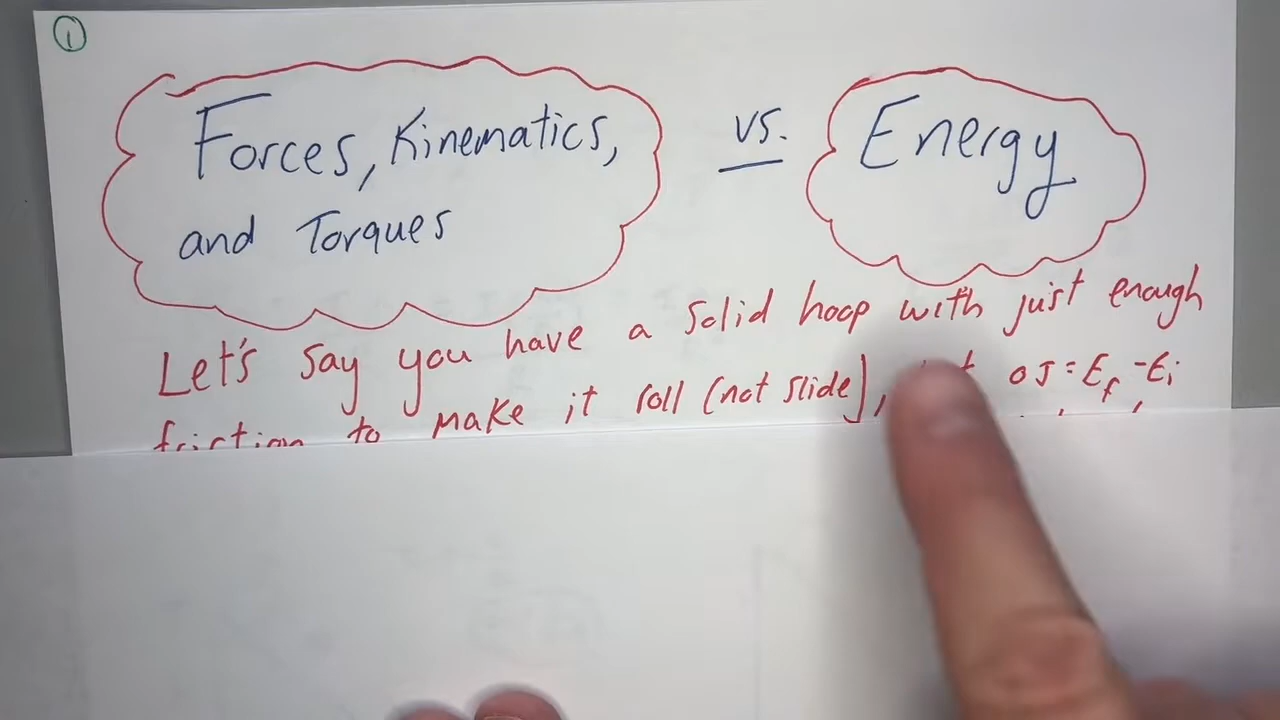 1
Forces, Kinematics,
and Torques
vs.
Energy
Let's say you have a solid hoop with just enough
friction to make it roll (not slide), 0J = Ef - Ei